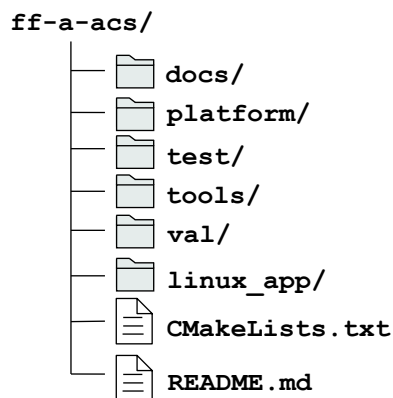 ff-a-acs/
docs/
platform/
test/
tools/
val/
linux_app/
CMakeLists.txt
README.md